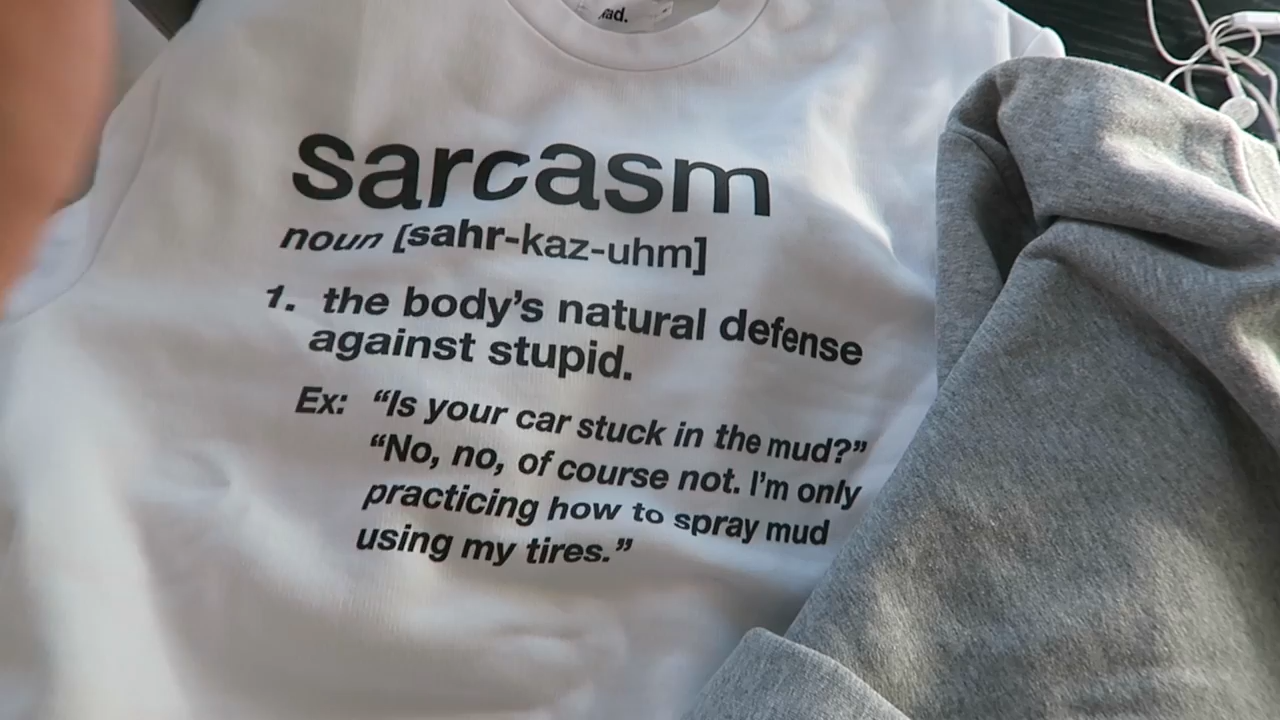 sarcasm
noun [sahr-kaz-uhm]
1. the body’s natural defense
against stupid.
Ex: “Is your car stuck in the mud?”
“No, no, of course not. I’m only
practicing how to spray mud
using my tires.”